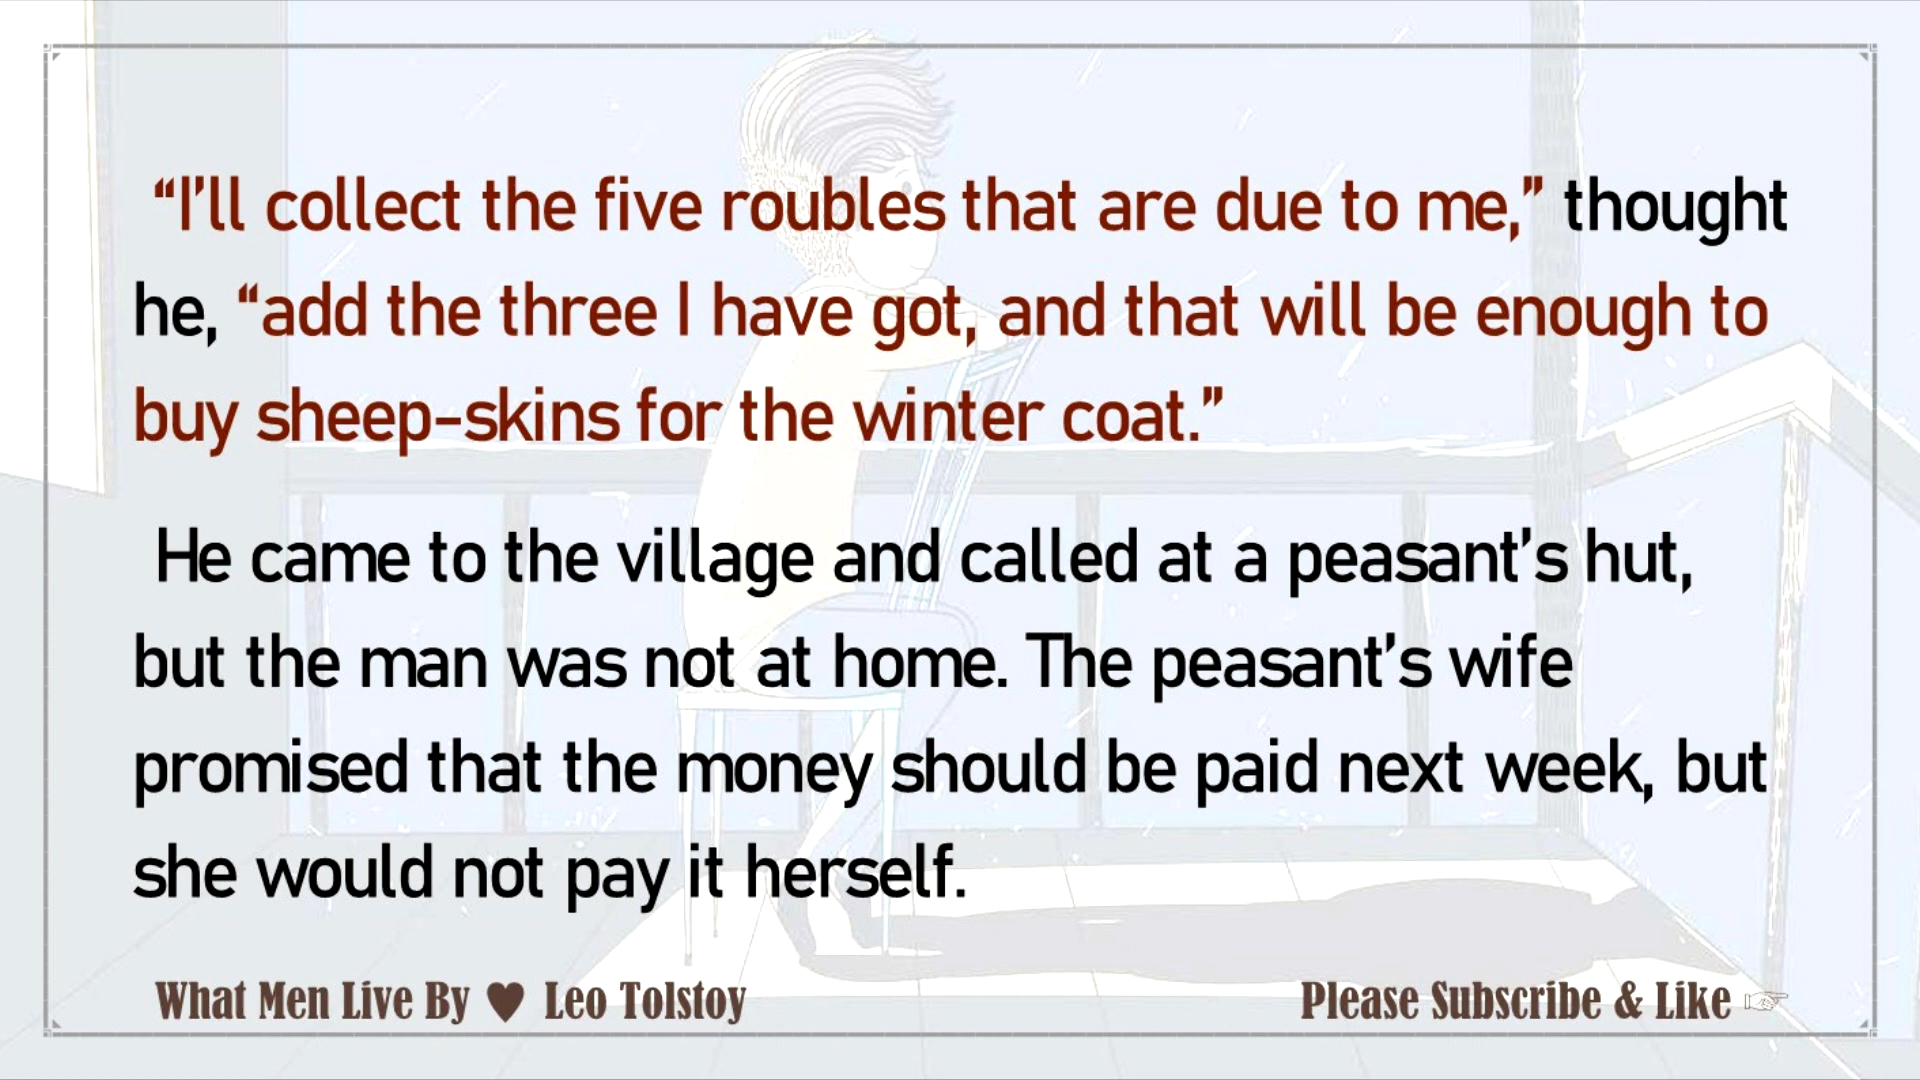 “I’ll collect the five roubles that are due to me,” thought
he, “add the three I have got, and that will be enough to
buy sheep-skins for the winter coat.”
He came to the village and called at a peasant’s hut,
but the man was not at home. The peasant’s wife
promised that the money should be paid next week, but
she would not pay it herself.
What Men Live By ♥ Leo Tolstoy
Please Subscribe & Like ☞